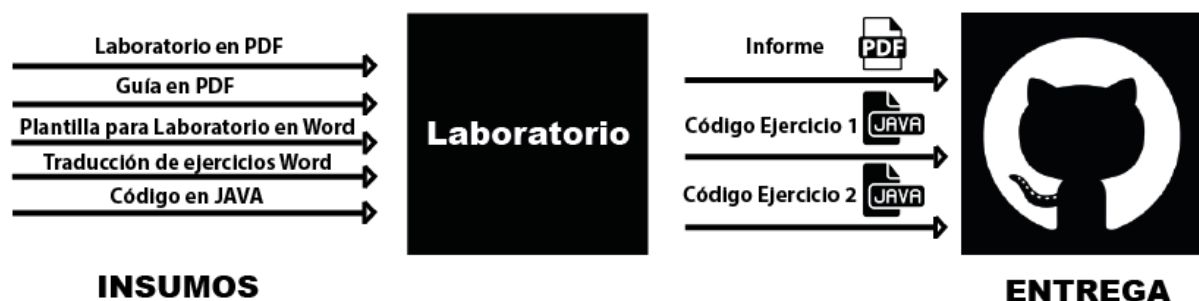 Laboratorio en PDF
Guía en PDF
Plantilla para Laboratorio en Word
Traducción de ejercicios Word
Código en JAVA
INSUMOS
Laboratorio
Informe
PDF
Código Ejercicio 1
JAVA
Código Ejercicio 2
JAVA
ENTREGA